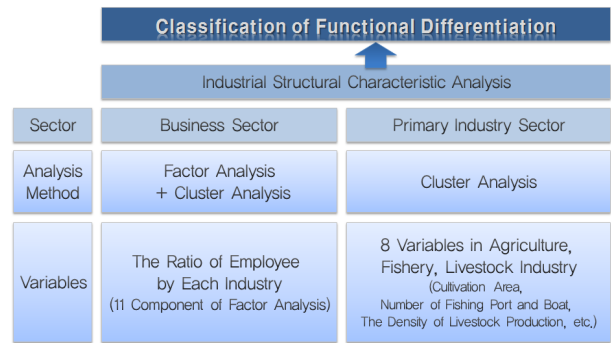 Classification of Functional Differentiation
Industrial Structural Characteristic Analysis
Sector
Business Sector
Primary Industry Sector
Analysis
Method
Factor Analysis
+ Cluster Analysis
Cluster Analysis
Variables
The Ratio of Employee
by Each Industry
(11 Component of Factor Analysis)
8 Variables in Agriculture,
Fishery, Livestock Industry
(Cultivation Area,
Number of Fishing Port and Boat,
The Density of Livestock Production, etc.)